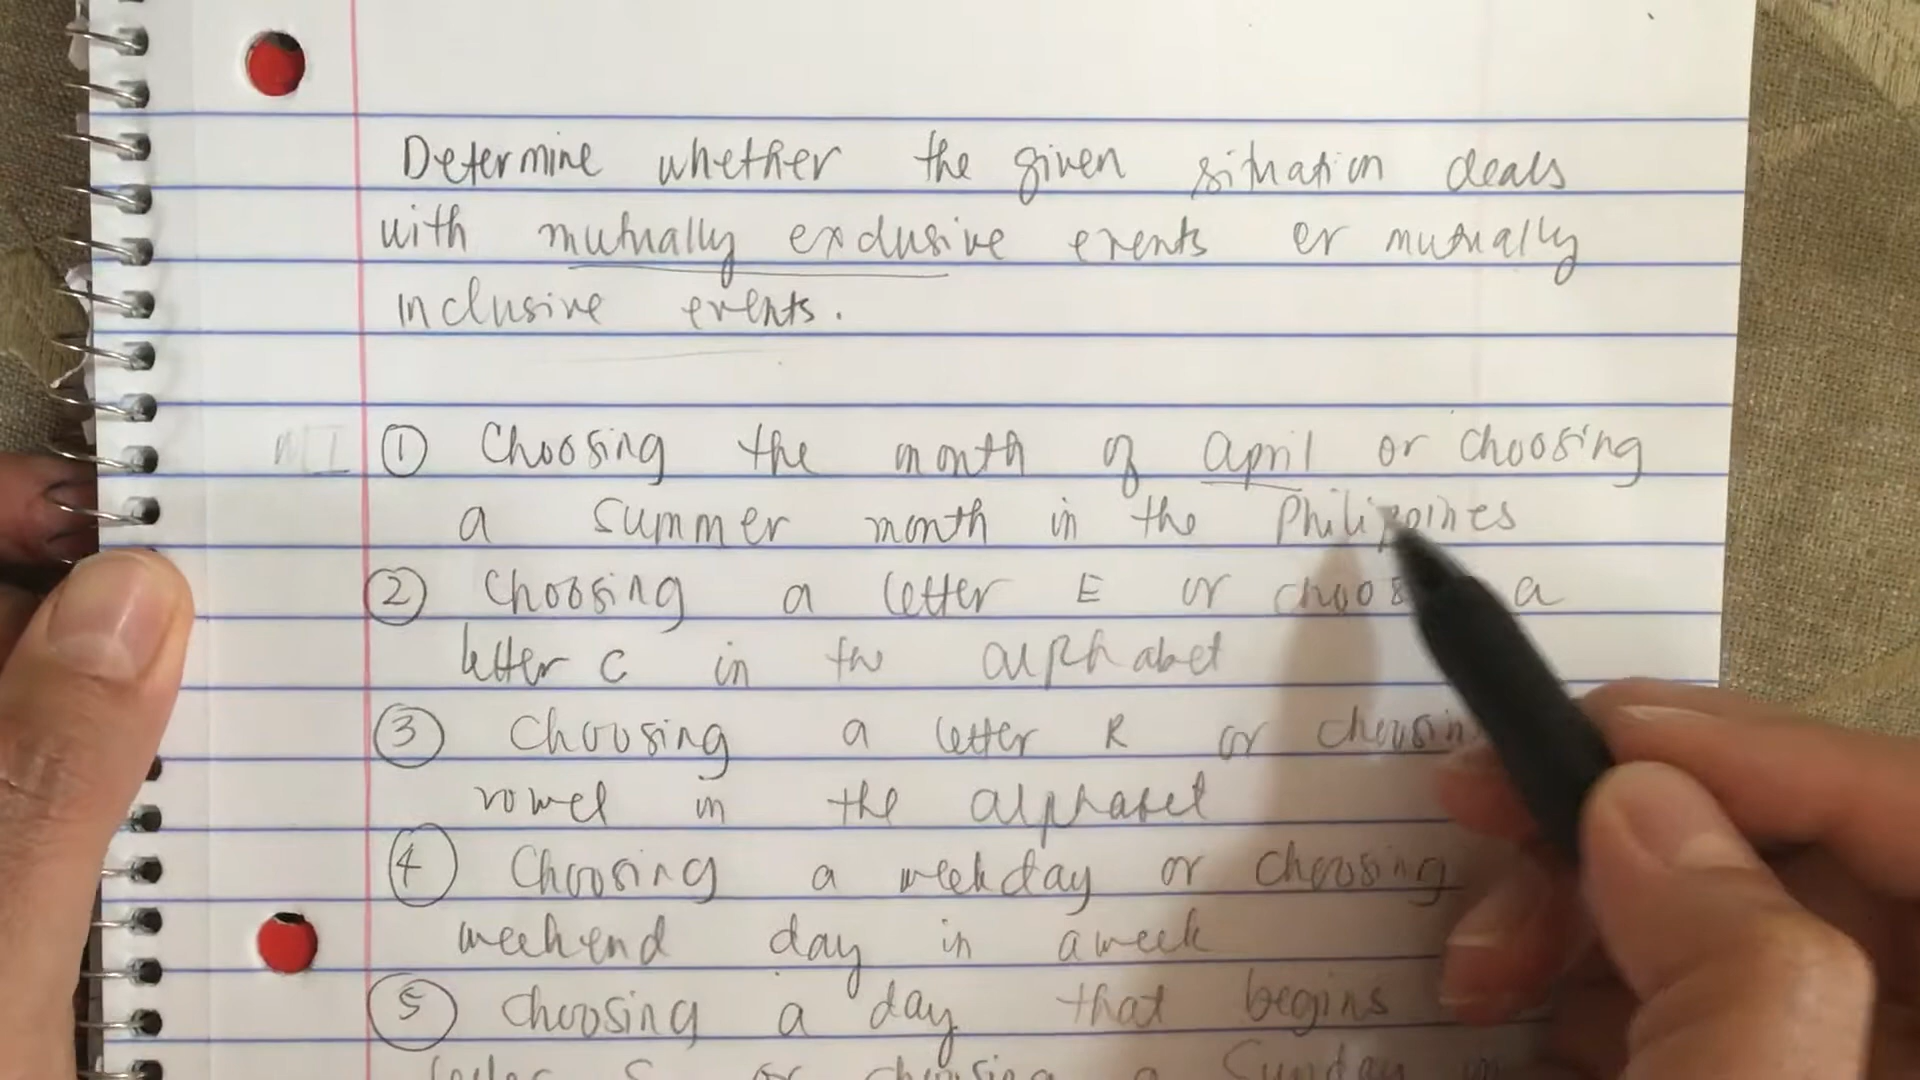 Determine whether the given situation deals
with mutually exclusive events or mutually
inclusive events.
MI ① Choosing the month of april or choosing
a summer month in the Philippines
② Choosing a letter E or a
letter C in the alphabet
③ Choosing a letter R or
vowel in the alphabet
④ Choosing a weekday or choosing
weekend day in a week
⑤ Choosing a day that begins
S or choosing a Sunday